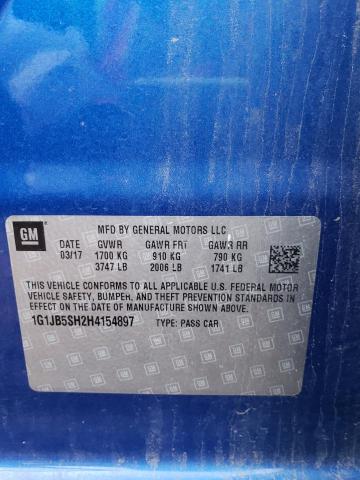 GM
MFD BY GENERAL MOTORS LLC
DATE GVWR GAWR FRT GAWR RR
03/17 1700 KG 910 KG 790 KG
3747 LB 2006 LB 1741 LB
THIS VEHICLE CONFORMS TO ALL APPLICABLE U.S. FEDERAL MOTOR
VEHICLE SAFETY, BUMPER, AND THEFT PREVENTION STANDARDS IN
EFFECT ON THE DATE OF MANUFACTURE SHOWN ABOVE.
1G1JB5SH2H4154897 TYPE: PASS CAR